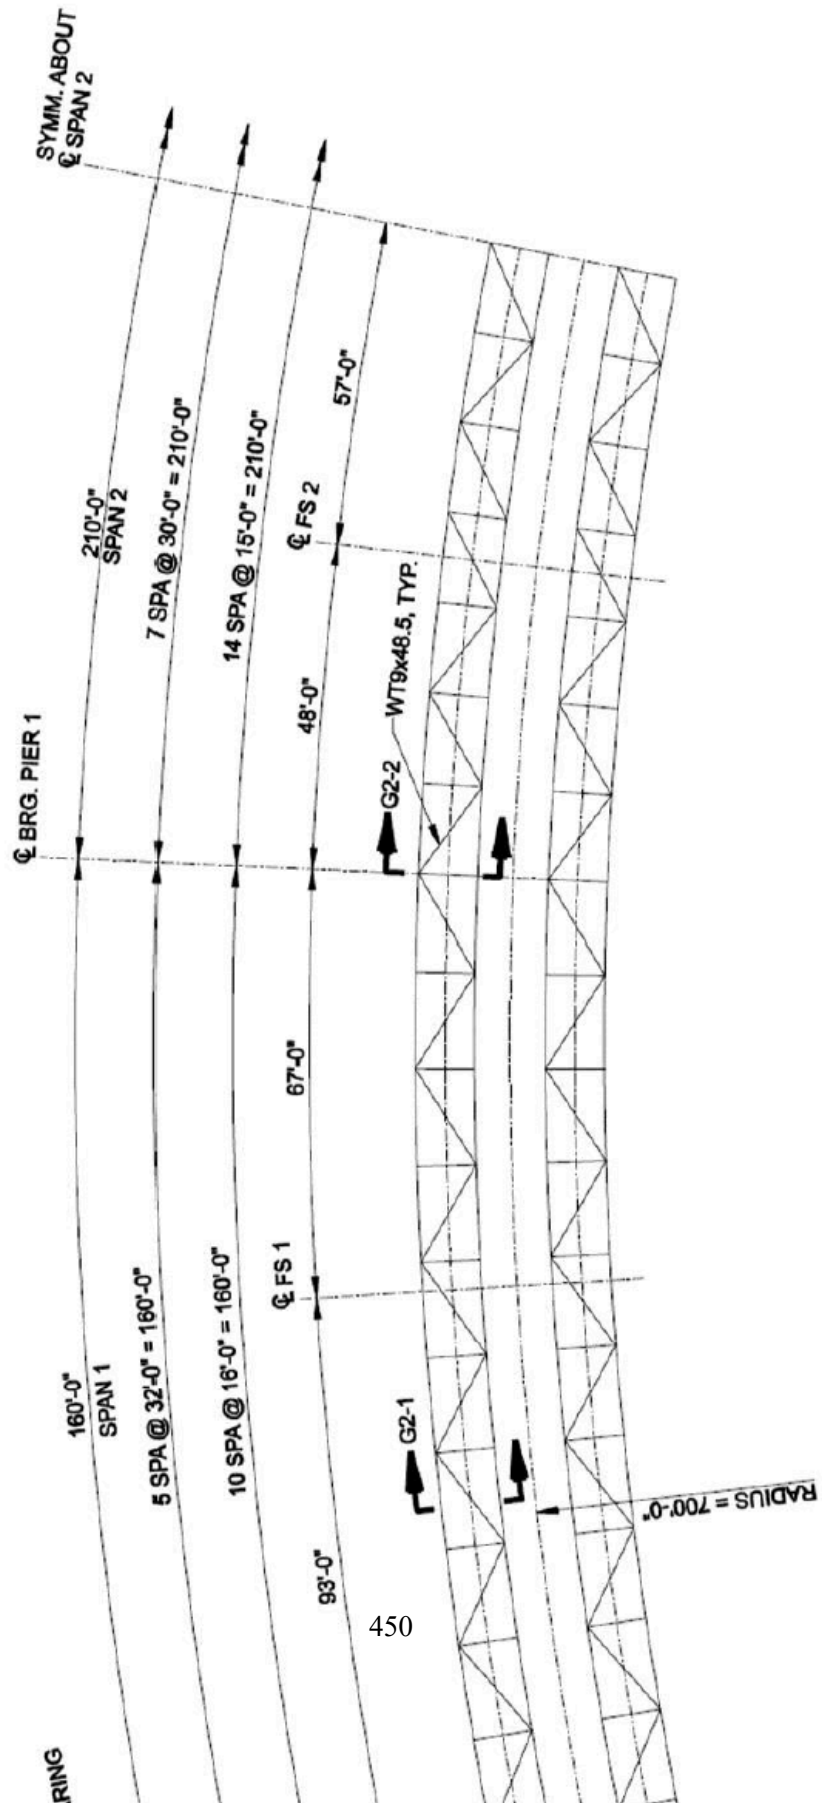 SYMM. ABOUT
℄ SPAN 2
210'-0"
SPAN 2
7 SPA @ 30'-0" = 210'-0"
14 SPA @ 15'-0" = 210'-0"
57'-0"
℄ FS 2
48'-0"
WT9x48.5, TYP.
℄ BRG. PIER 1
G2-2
67'-0"
℄ FS 1
160'-0"
SPAN 1
5 SPA @ 32'-0" = 160'-0"
10 SPA @ 16'-0" = 160'-0"
G2-1
RADIUS = 700'-0"
93'-0"
450
RING